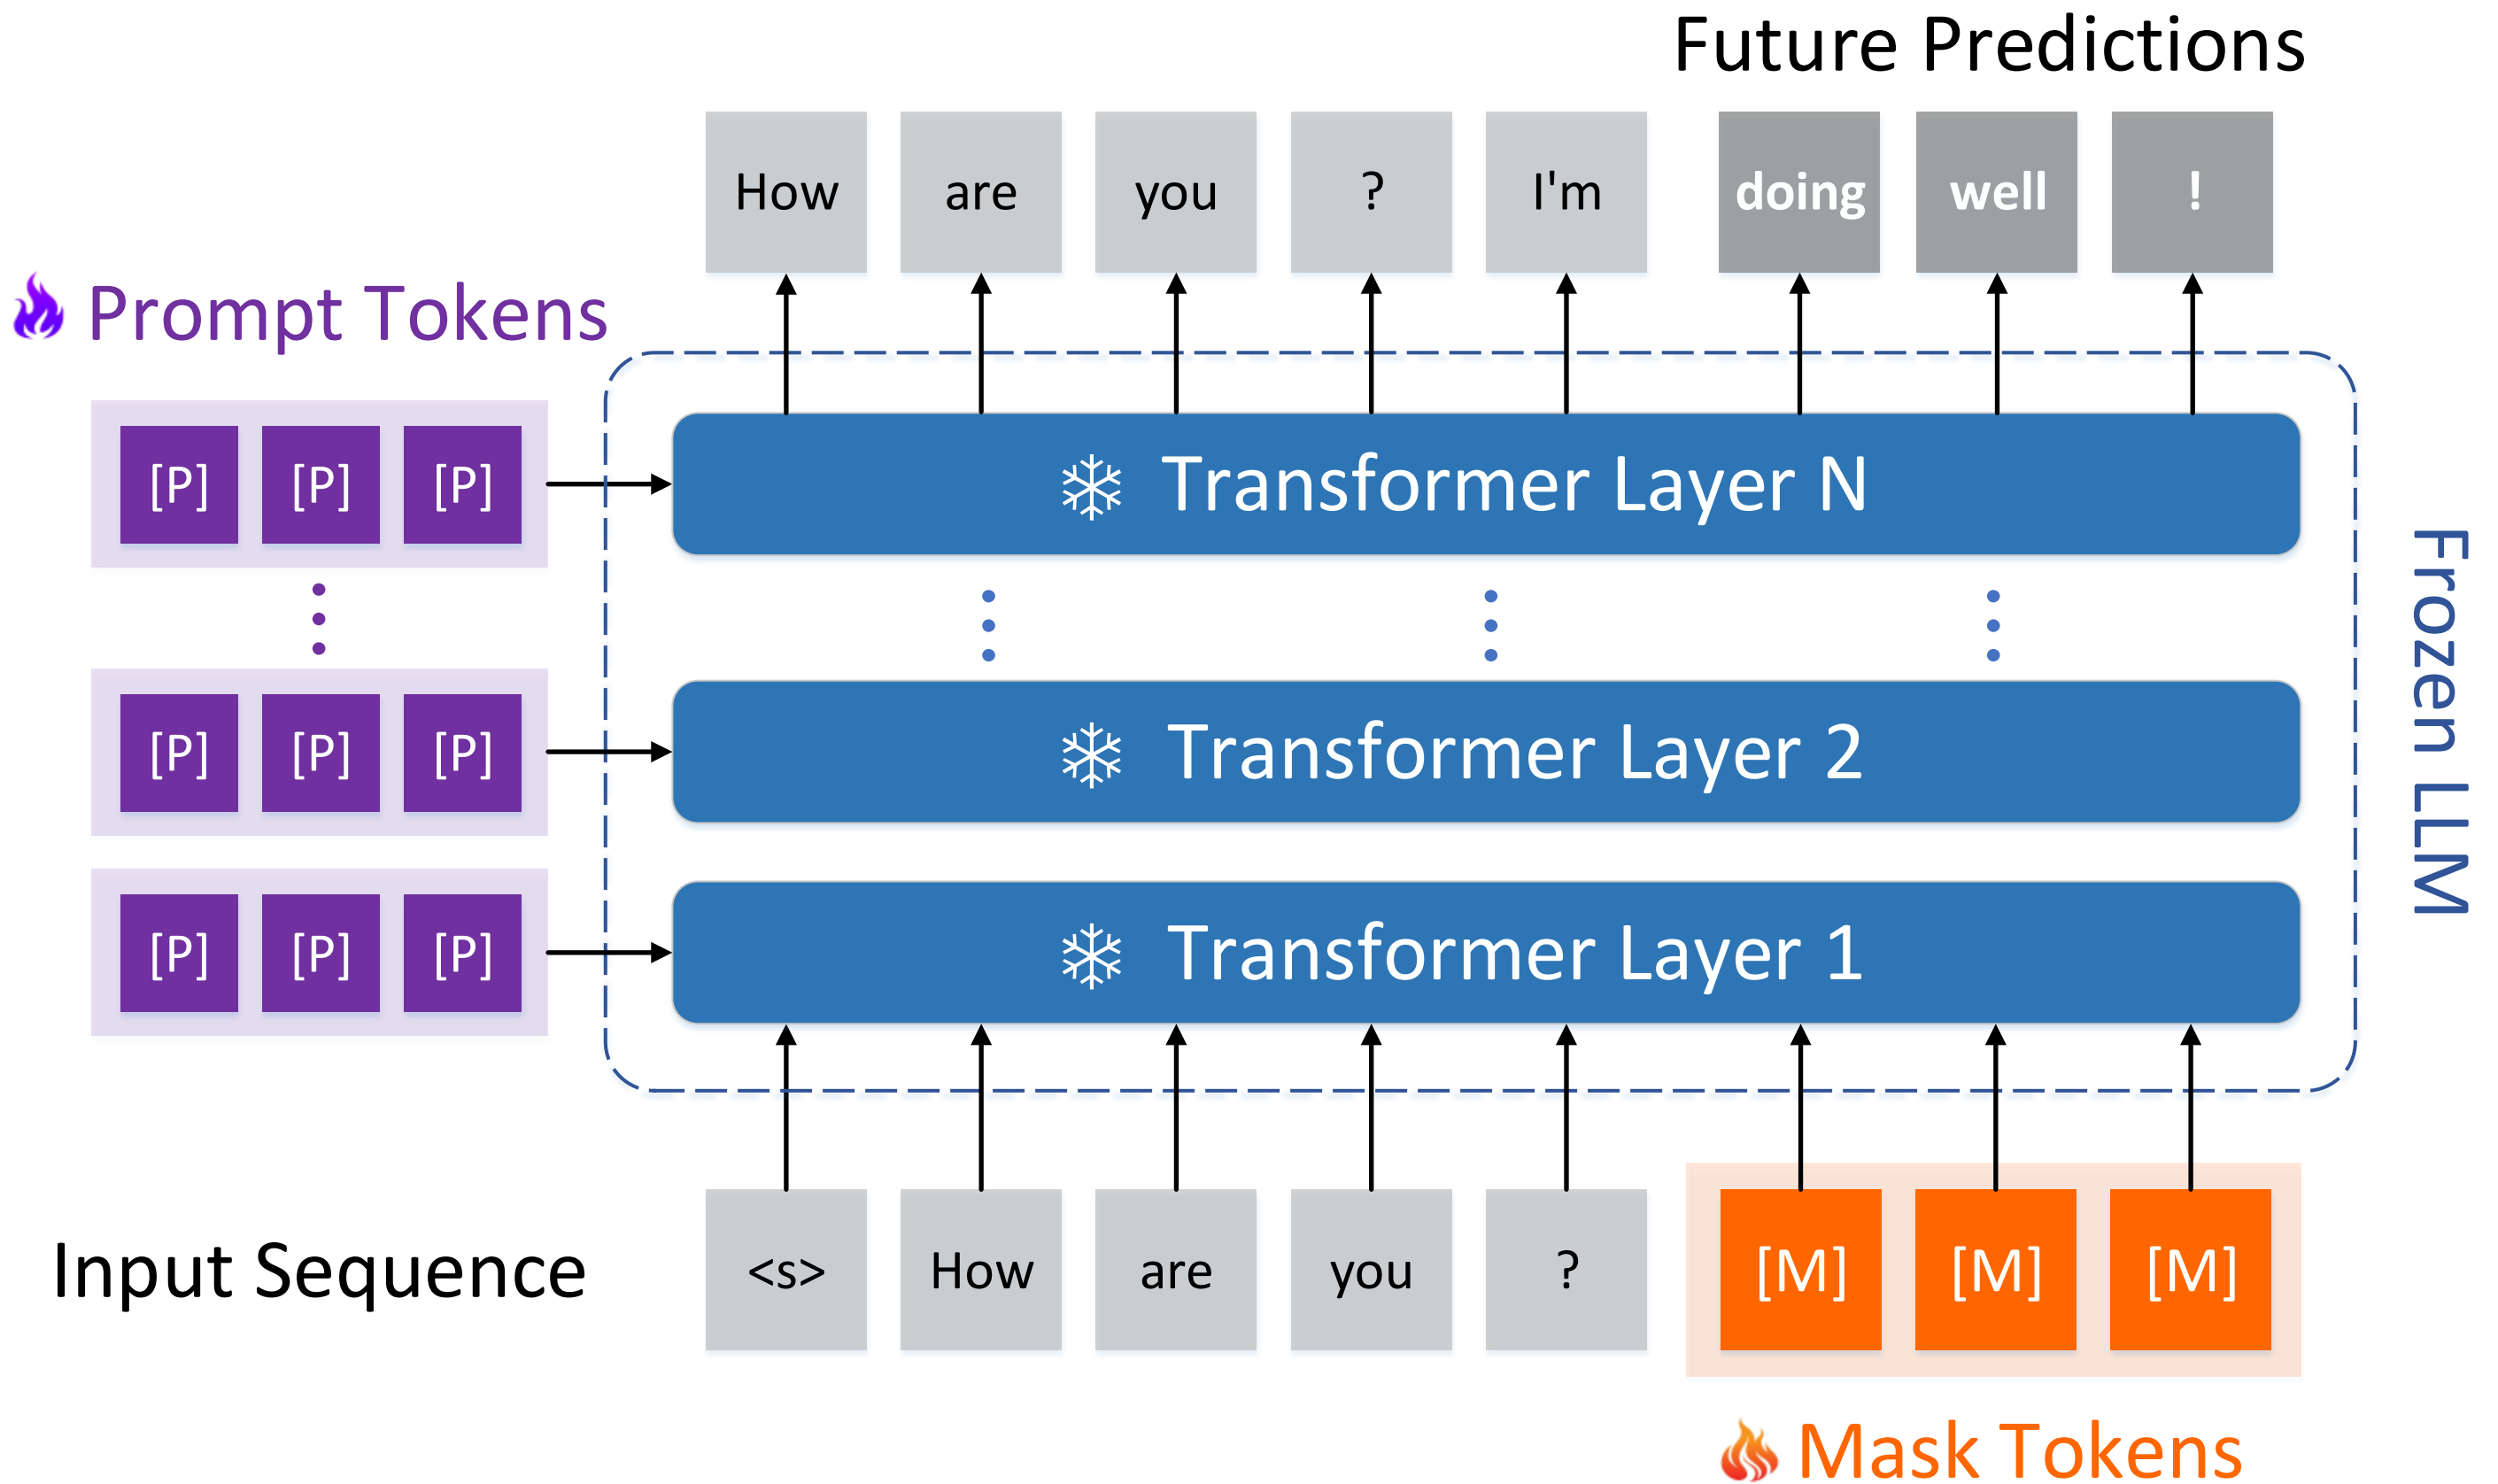 Future Predictions
How are you ? I'm doing well !
Prompt Tokens
[P] [P] [P]
Transformer Layer N
[P] [P] [P]
Transformer Layer 2
[P] [P] [P]
Transformer Layer 1
Frozen LLM
Input Sequence
<s> How are you ? [M] [M] [M]
Mask Tokens